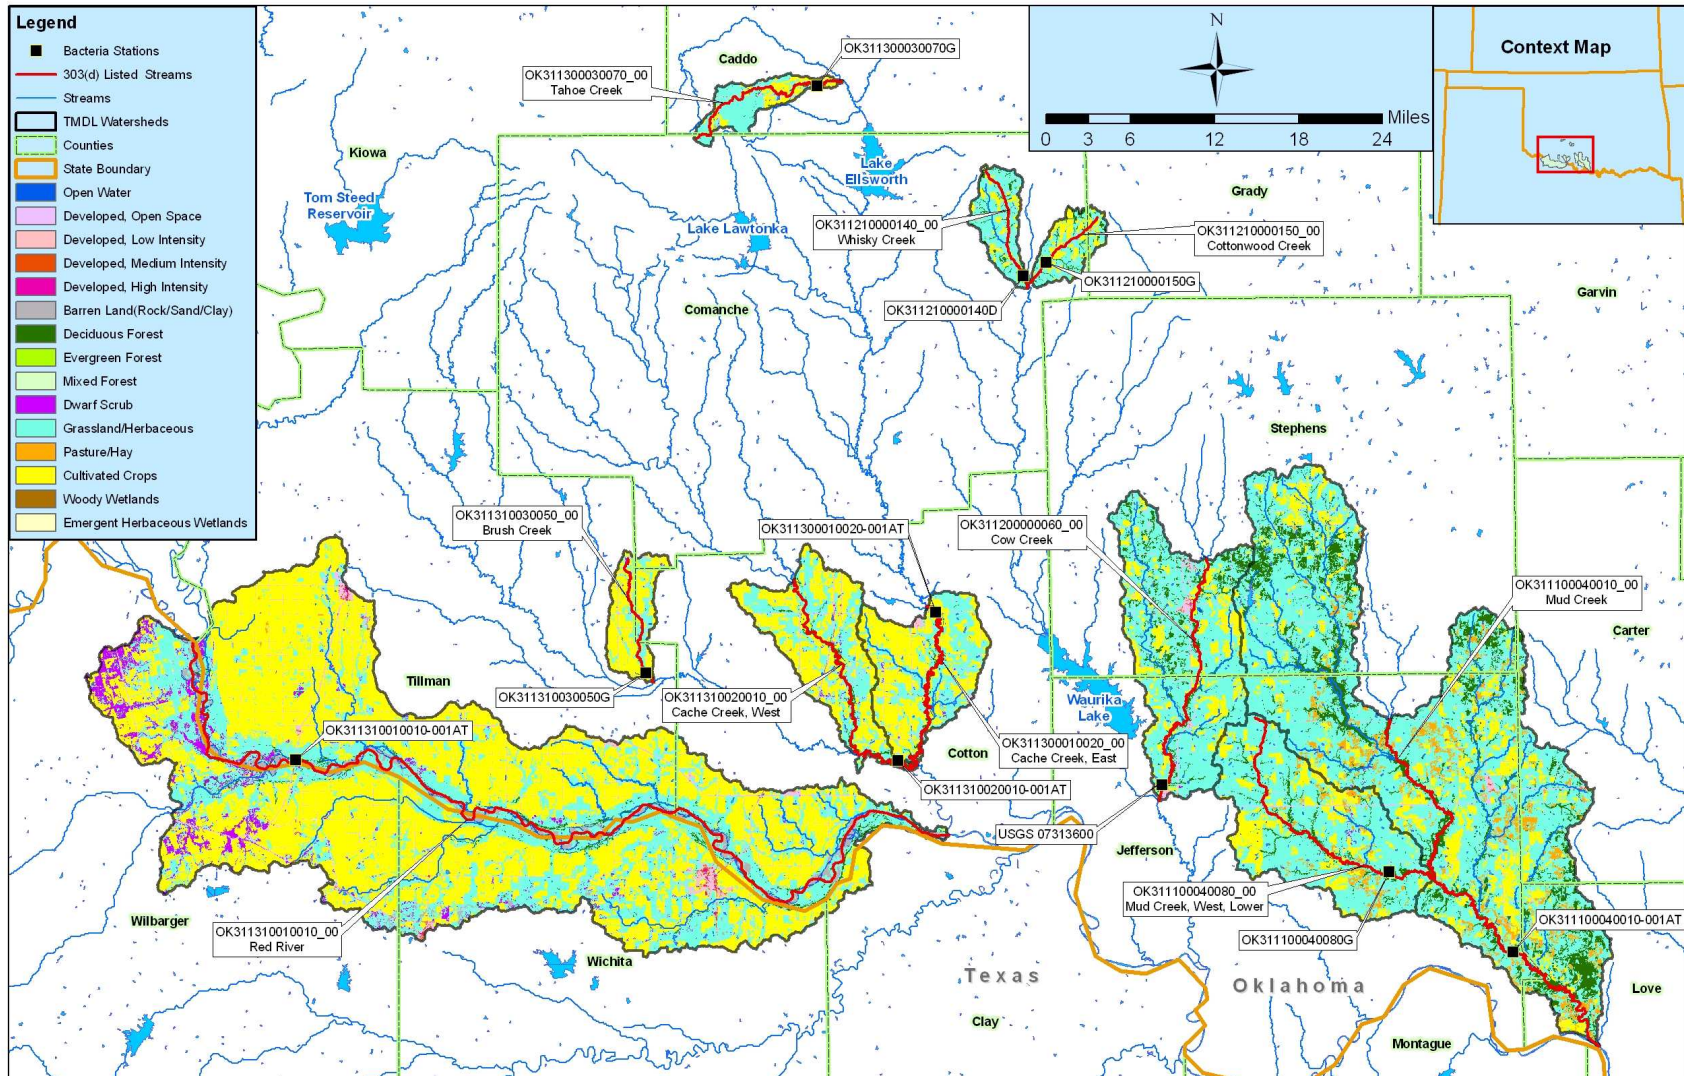 Legend
Bacteria Stations
303(d) Listed Streams
Streams
TMDL Watersheds
Counties
State Boundary
Open Water
Developed, Open Space
Developed, Low Intensity
Developed, Medium Intensity
Developed, High Intensity
Barren Land(Rock/Sand/Clay)
Deciduous Forest
Evergreen Forest
Mixed Forest
Dwarf Scrub
Grassland/Herbaceous
Pasture/Hay
Cultivated Crops
Woody Wetlands
Emergent Herbaceous Wetlands
N
0 3 6 12 18 24 Miles
Context Map
Caddo
OK311300030070G
OK311300030070_00
Tahoe Creek
Kiowa
Tom Steed
Reservoir
Lake
Ellsworth
Lake Lawtonka
Grady
OK311210000140_00
Whisky Creek
OK311210000150_00
Cottonwood Creek
OK311210000150G
OK311210000140D
Comanche
Garvin
Stephens
OK311310030050_00
Brush Creek
OK311300010020-001AT
OK311200000060_00
Cow Creek
OK311100040010_00
Mud Creek
Carter
Tillman
OK311310030050G
OK311310020010_00
Cache Creek, West
Waurika
Lake
OK311310010010-001AT
Cotton
OK311300010020_00
Cache Creek, East
OK311310020010-001AT
USGS 07313600
Jefferson
OK311100040080_00
Mud Creek, West, Lower
OK311100040080G
OK311100040010-001AT
Wilbarger
OK311310010010_00
Red River
Wichita
Texas
Oklahoma
Love
Clay
Montague